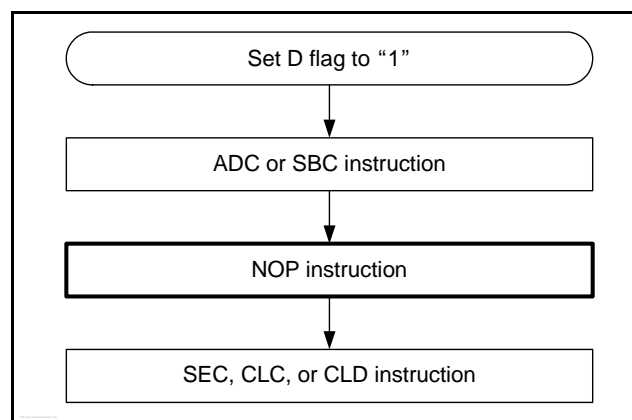 Set D flag to “1”
ADC or SBC instruction
NOP instruction
SEC, CLC, or CLD instruction